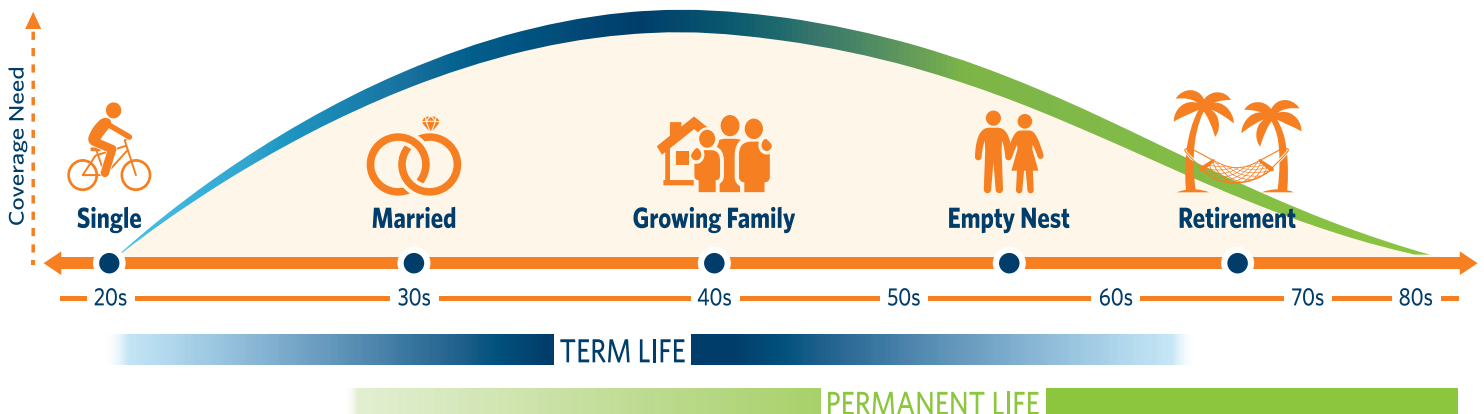 Coverage Need
Single
Married
Growing Family
Empty Nest
Retirement
20s
30s
40s
50s
60s
70s
80s
TERM LIFE
PERMANENT LIFE